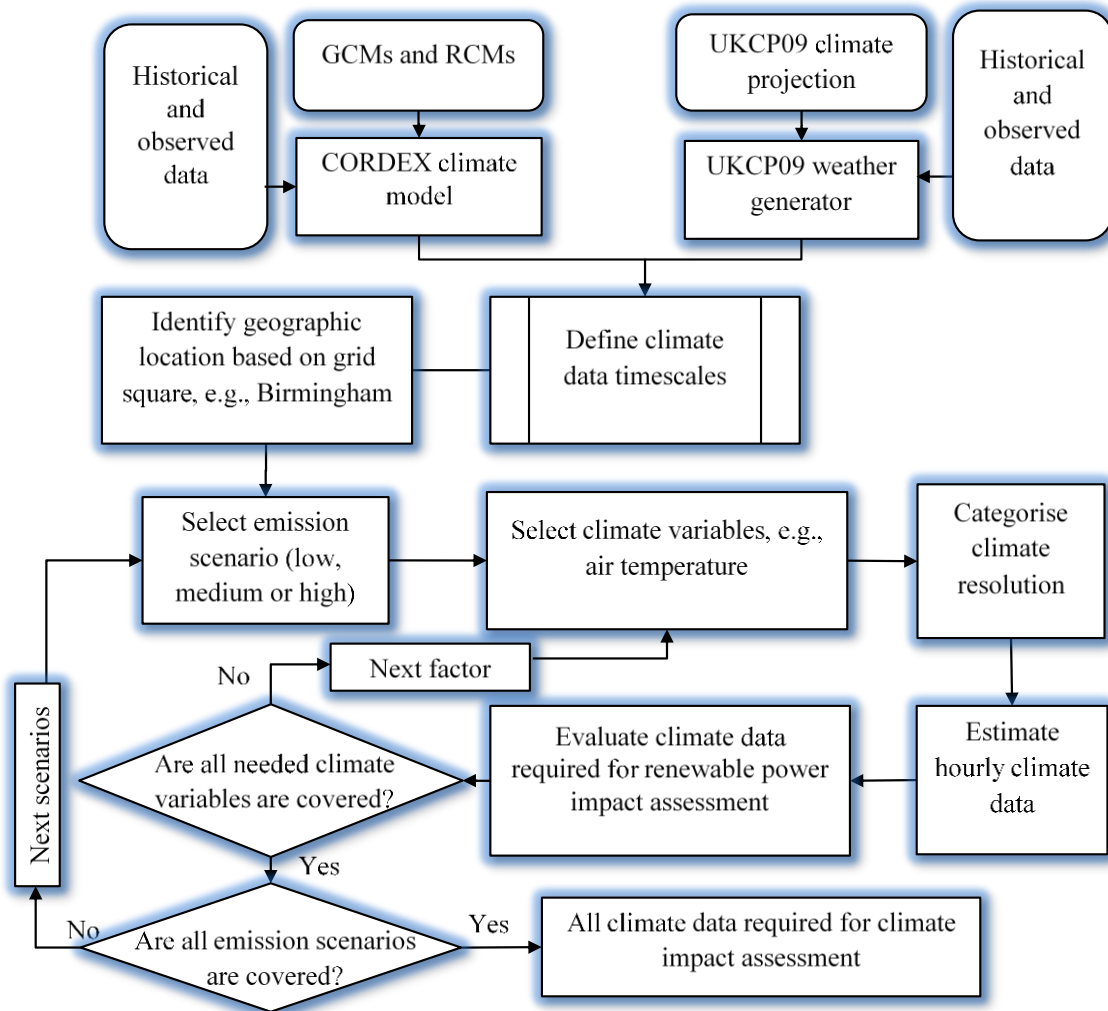 Historical
and
observed
data
GCMs and RCMs
UKCP09 climate
projection
Historical
and
observed
data
CORDEX climate
model
UKCP09 weather
generator
Identify geographic
location based on grid
square, e.g., Birmingham
Define climate
data timescales
Select emission
scenario (low,
medium or high)
Select climate variables, e.g.,
air temperature
Categorise
climate
resolution
No
Next factor
Next scenarios
Are all needed climate
variables are covered?
Evaluate climate data
required for renewable power
impact assessment
Estimate
hourly climate
data
Yes
No
Are all emission scenarios
are covered?
Yes
All climate data required for climate
impact assessment